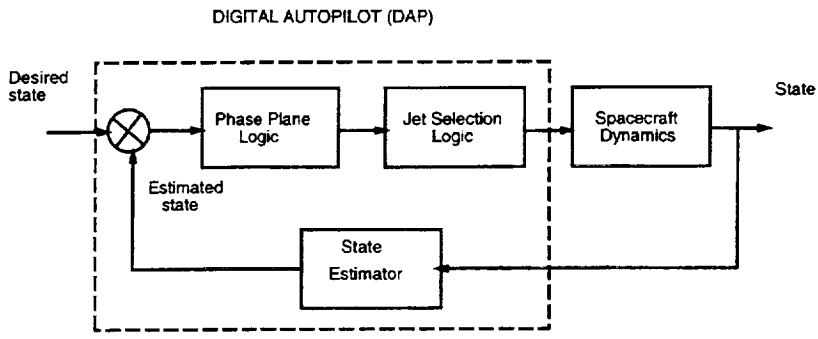 DIGITAL AUTOPILOT (DAP)
Desired
state
Phase Plane
Logic
Jet Selection
Logic
Spacecraft
Dynamics
State
Estimated
state
State
Estimator